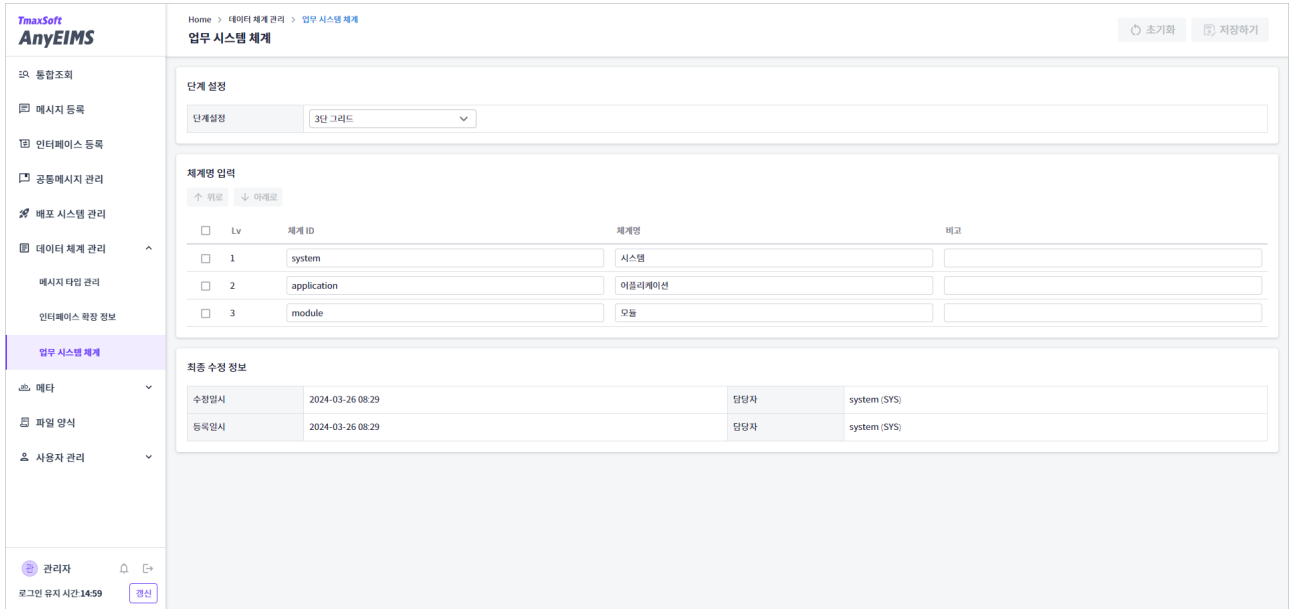 TmaxSoft
AnyEIMS
통합조회
메시지 등록
인터페이스 등록
공통메시지 관리
배포 시스템 관리
데이터 체계 관리
메시지 타입 관리
인터페이스 확장 정보
업무 시스템 체계
메타
파일 양식
사용자 관리
관 관리자
로그인 유지 시간:14:59 갱신
Home > 데이터 체계 관리 > 업무 시스템 체계
업무 시스템 체계
초기화 저장하기
단계 설정
단계설정 3단 그리드
체계명 입력
위로 아래로
Lv 체계 ID 체계명 비고
1 system 시스템
2 application 어플리케이션
3 module 모듈
최종 수정 정보
수정일시 2024-03-26 08:29 담당자 system (SYS)
등록일시 2024-03-26 08:29 담당자 system (SYS)